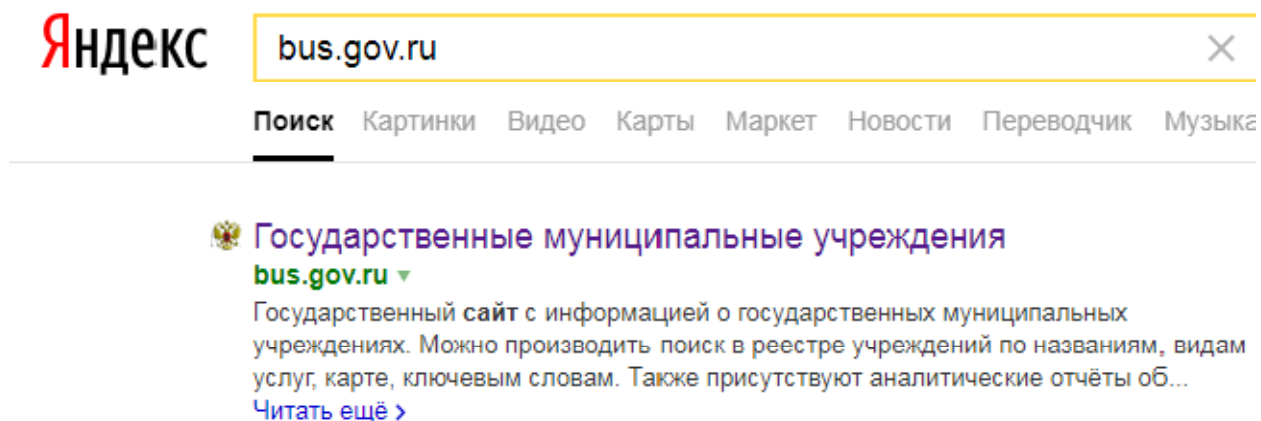 Яндекс bus.gov.ru
Поиск Картинки Видео Карты Маркет Новости Переводчик Музыка
Государственные муниципальные учреждения
bus.gov.ru
Государственный сайт с информацией о государственных муниципальных
учреждениях. Можно производить поиск в реестре учреждений по названиям, видам
услуг, карте, ключевым словам. Также присутствуют аналитические отчёты об...
Читать ещё >